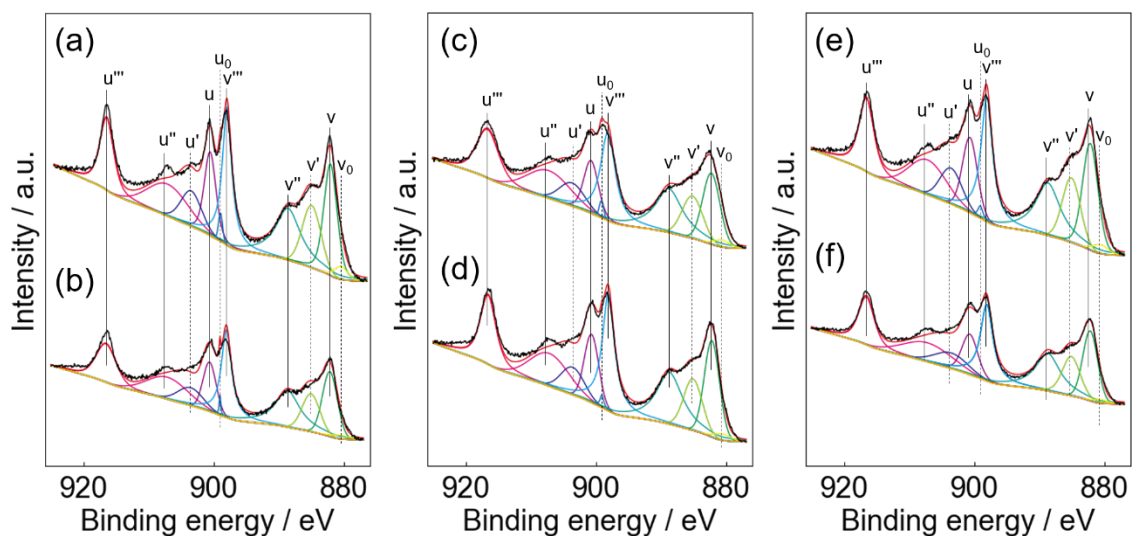 (a)
u'''
u''
u'
u
u₀
v'''
v''
v'
v
v₀
(b)
Intensity / a.u.
920
900
880
Binding energy / eV
(c)
u'''
u''
u'
u
u₀
v'''
v''
v'
v
v₀
(d)
Intensity / a.u.
920
900
880
Binding energy / eV
(e)
u'''
u''
u'
u
u₀
v'''
v''
v'
v
v₀
(f)
Intensity / a.u.
920
900
880
Binding energy / eV